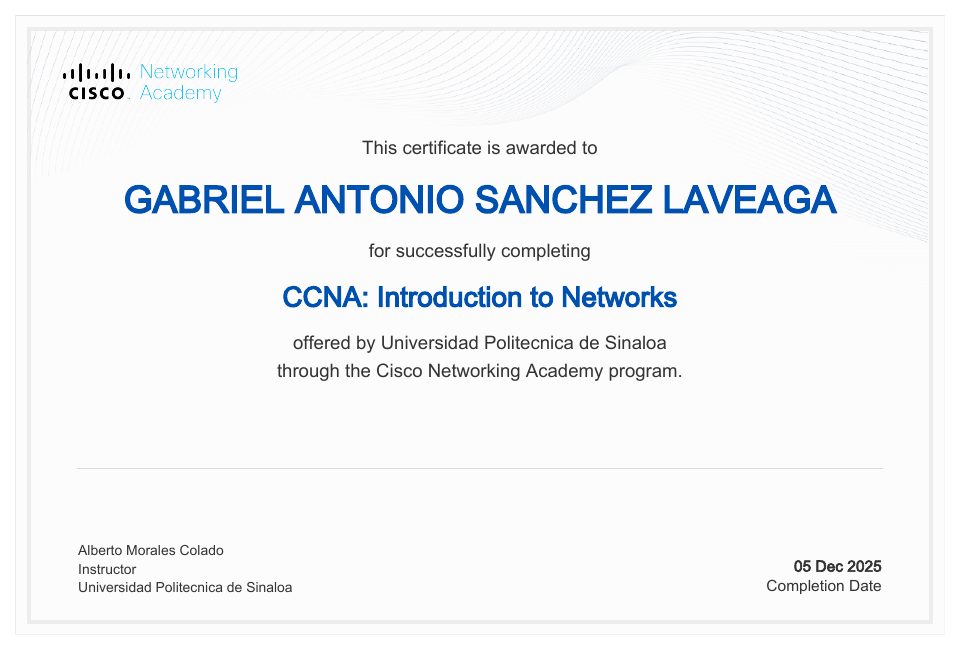 Networking
CISCO Academy
This certificate is awarded to
GABRIEL ANTONIO SANCHEZ LAVEAGA
for successfully completing
CCNA: Introduction to Networks
offered by Universidad Politecnica de Sinaloa
through the Cisco Networking Academy program.
Alberto Morales Colado
Instructor
Universidad Politecnica de Sinaloa
05 Dec 2025
Completion Date